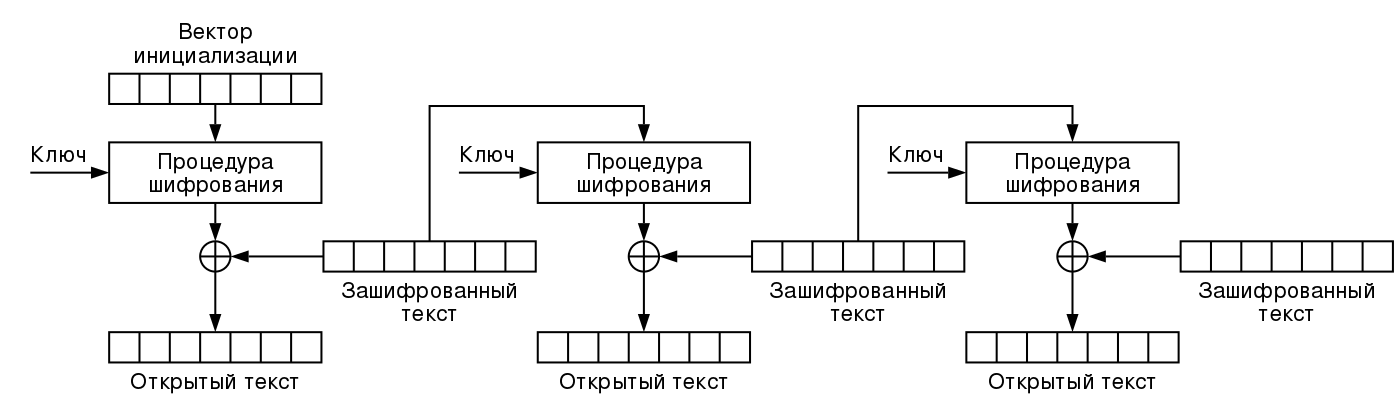 Вектор
инициализации
Ключ
Процедура
шифрования
Ключ
Процедура
шифрования
Ключ
Процедура
шифрования
Зашифрованный
текст
Зашифрованный
текст
Зашифрованный
текст
Открытый текст
Открытый текст
Открытый текст